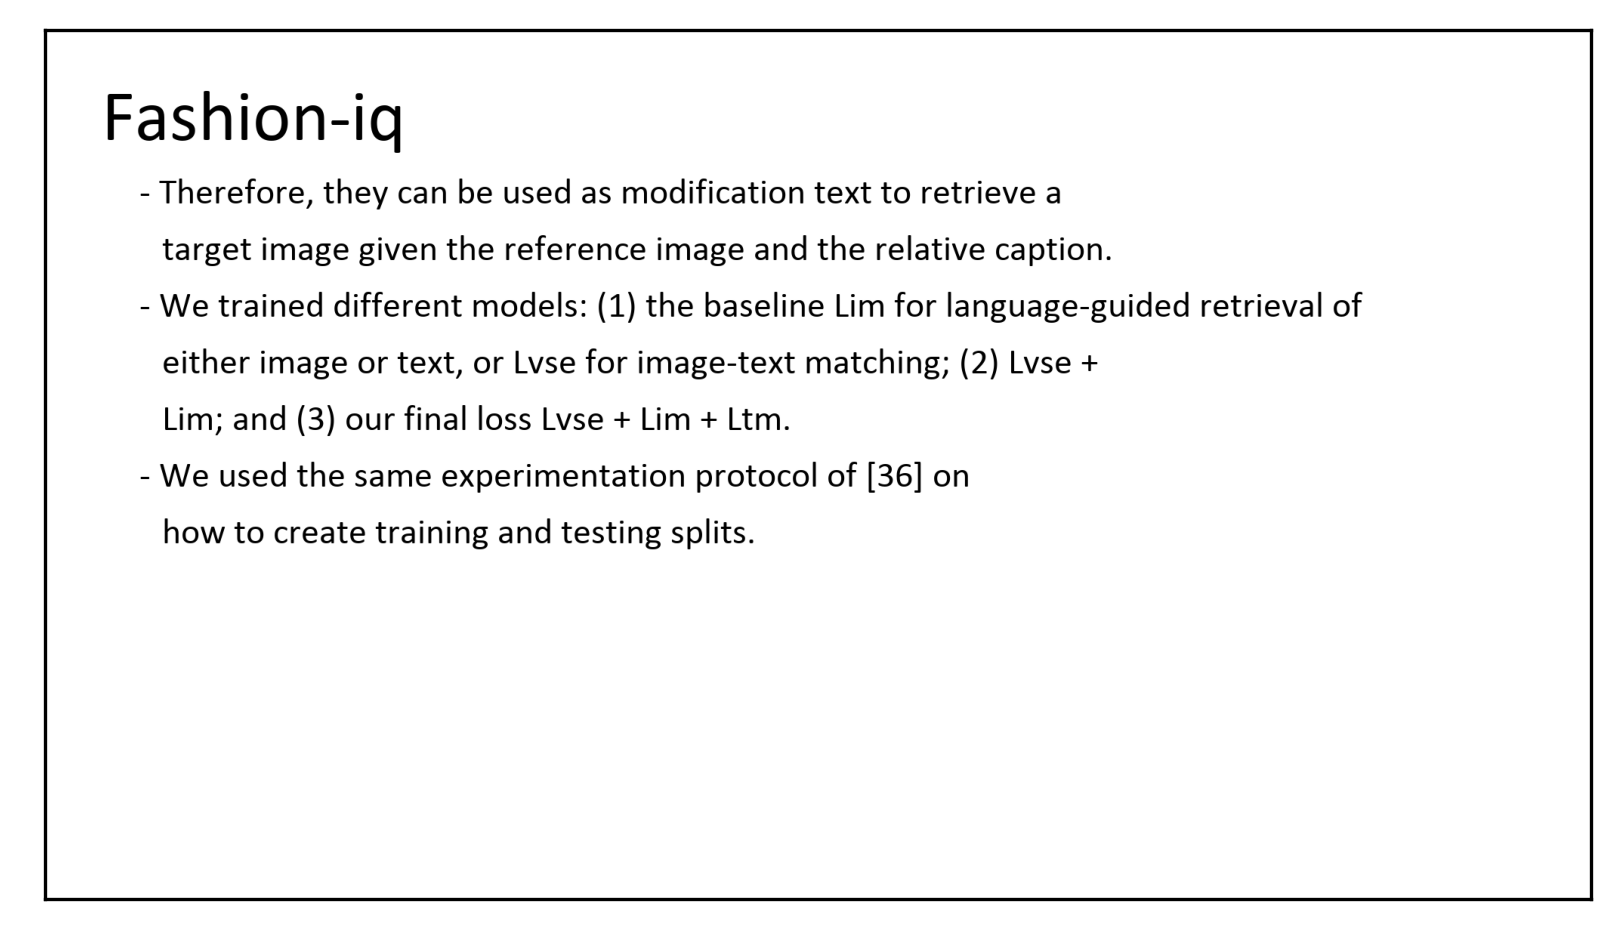 Fashion-iq
- Therefore, they can be used as modification text to retrieve a
target image given the reference image and the relative caption.
- We trained different models: (1) the baseline Lim for language-guided retrieval of
either image or text, or Lvse for image-text matching; (2) Lvse +
Lim; and (3) our final loss Lvse + Lim + Ltm.
- We used the same experimentation protocol of [36] on
how to create training and testing splits.